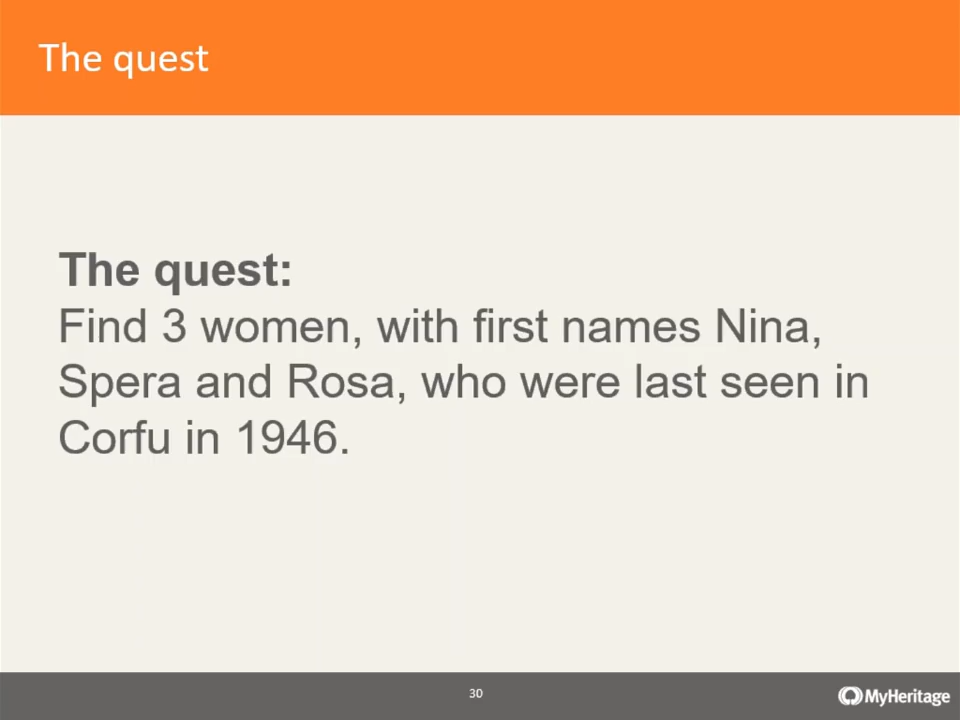 The quest
The quest:
Find 3 women, with first names Nina,
Spera and Rosa, who were last seen in
Corfu in 1946.
30
MyHeritage